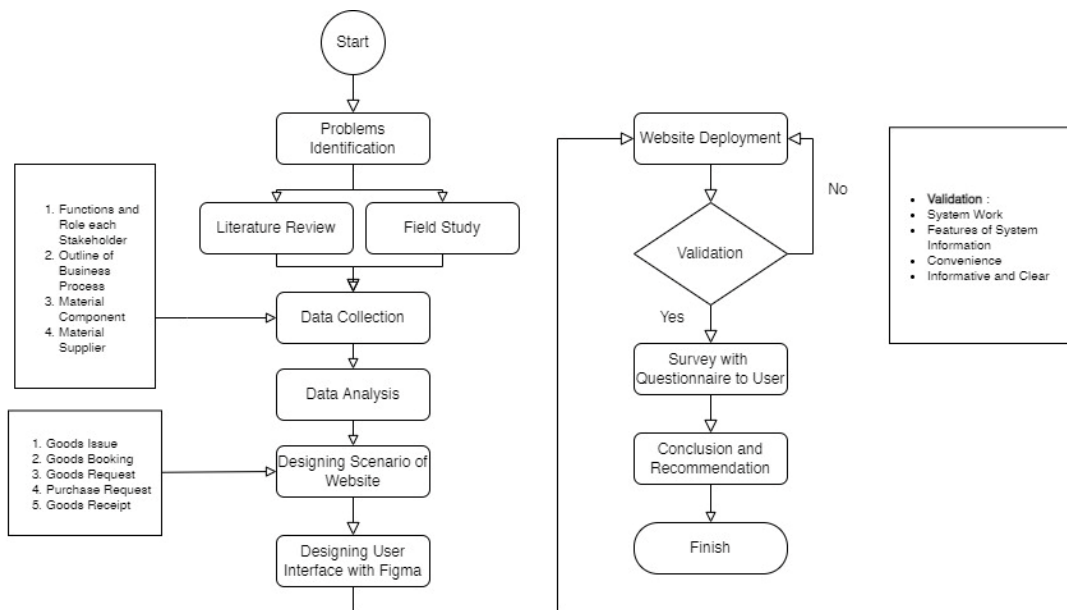 Start
Problems
Identification
Literature Review
Field Study
1. Functions and
Role each
Stakeholder
2. Outline of
Business
Process
3. Material
Component
4. Material
Supplier
Data Collection
Data Analysis
1. Goods Issue
2. Goods Booking
3. Goods Request
4. Purchase Request
5. Goods Receipt
Designing Scenario of
Website
Designing User
Interface with Figma
Website Deployment
No
Validation
Yes
Survey with
Questionnaire to User
Conclusion and
Recommendation
Finish
• Validation :
• System Work
• Features of System
Information
• Convenience
• Informative and Clear